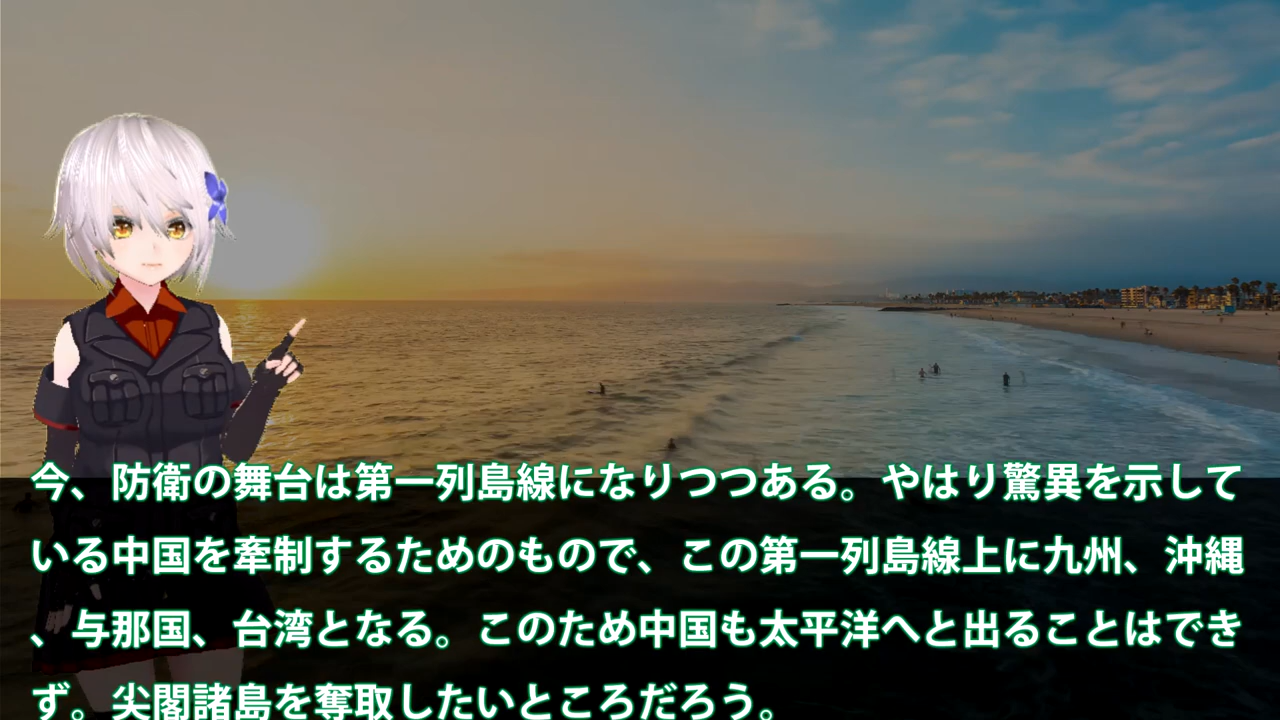 今、防衛の舞台は第一列島線になりつつある。やはり驚異を示して
いる中国を牽制するためのもので、この第一列島線上に九州、沖縄
、与那国、台湾となる。このため中国も太平洋へと出ることはでき
ず。尖閣諸島を奪取したいところだろう。